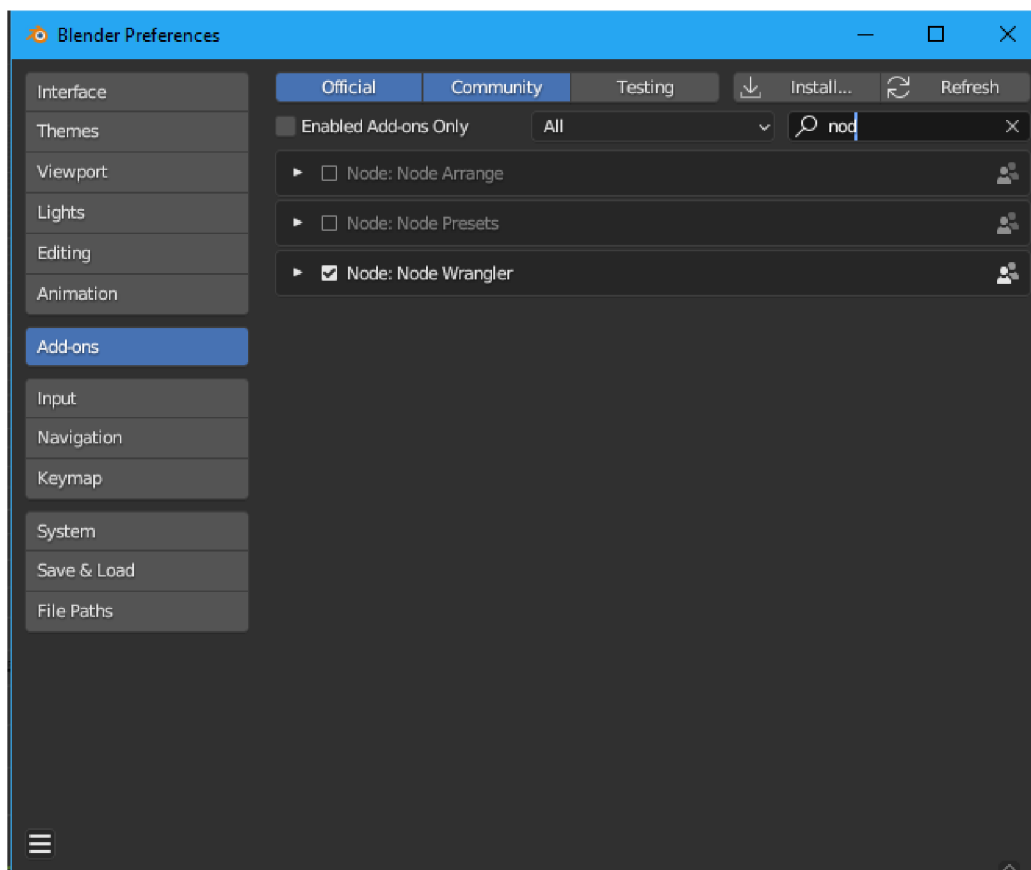 Blender Preferences
Interface
Themes
Viewport
Lights
Editing
Animation
Add-ons
Input
Navigation
Keymap
System
Save & Load
File Paths
Official Community Testing Install... Refresh
Enabled Add-ons Only All nod
Node: Node Arrange
Node: Node Presets
Node: Node Wrangler